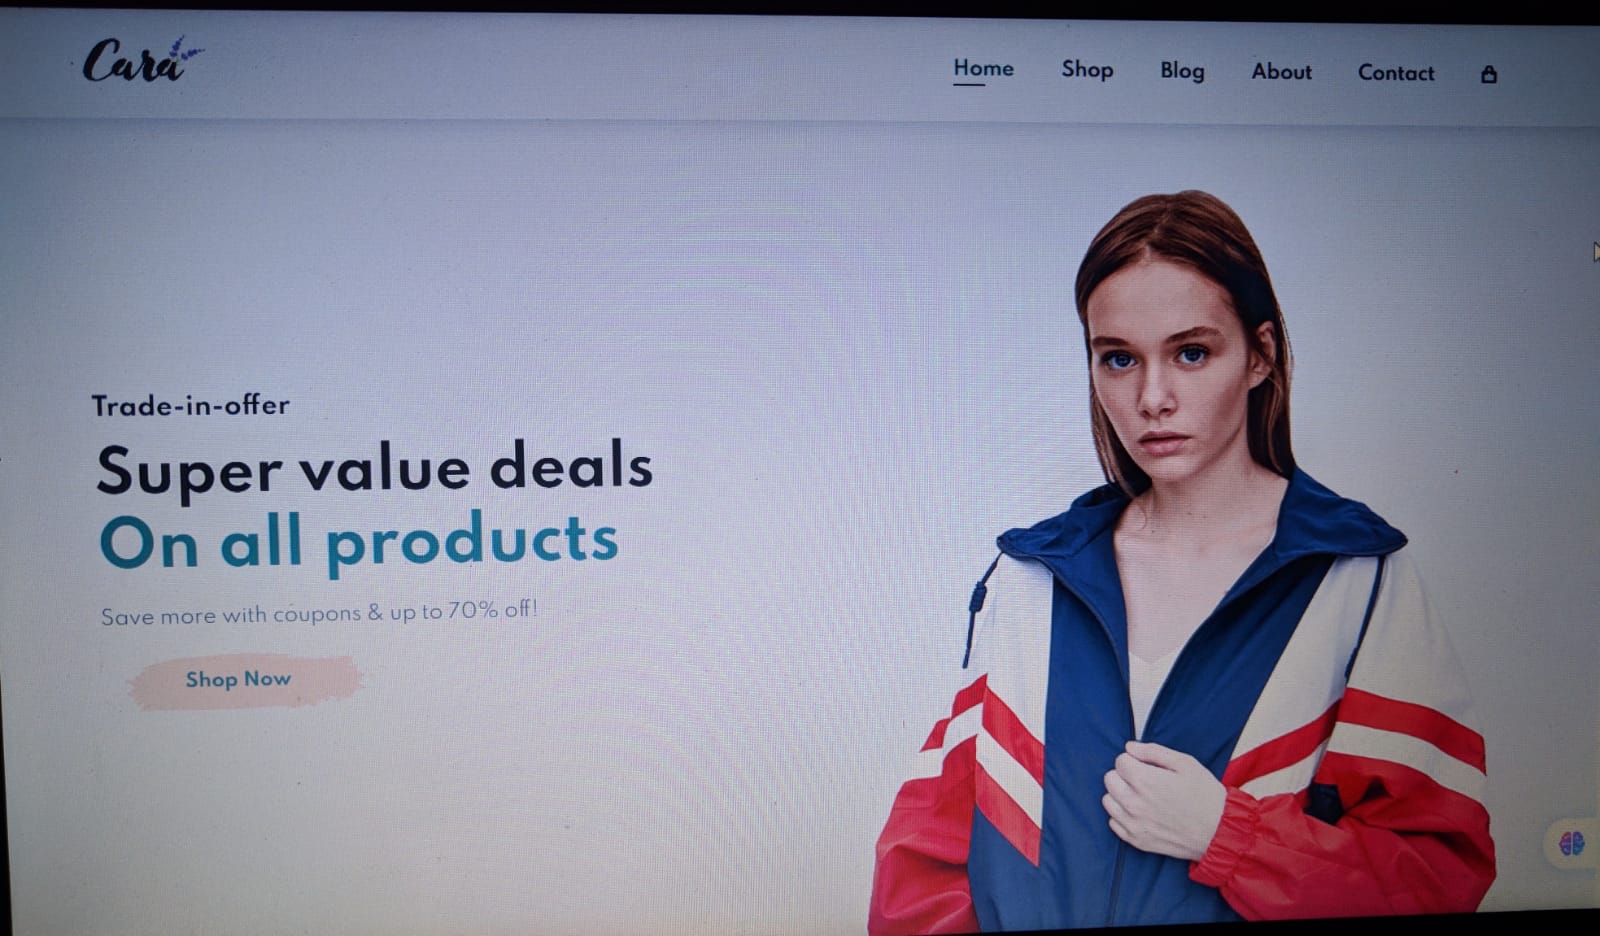 Cara
Home Shop Blog About Contact
Trade-in-offer
Super value deals
On all products
Save more with coupons & up to 70% off!
Shop Now